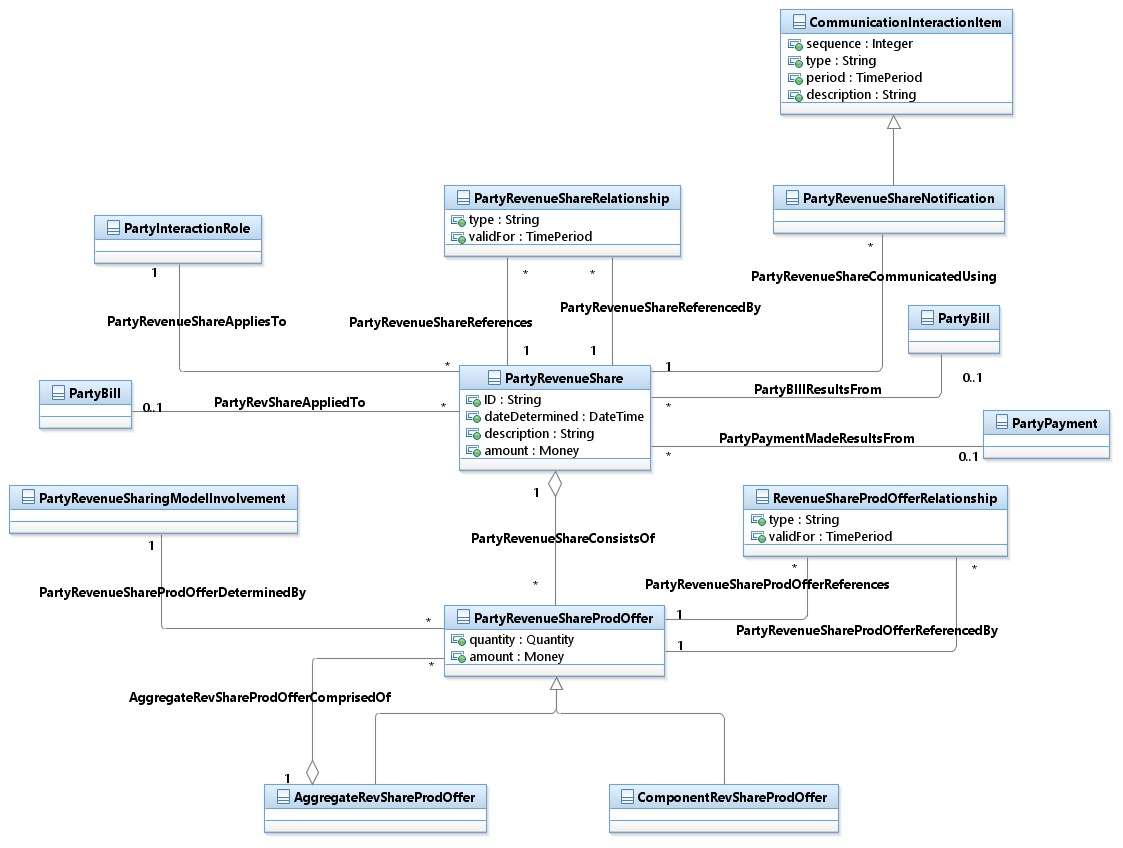 CommunicationInteractionItem
sequence : Integer
type : String
period : TimePeriod
description : String
PartyRevenueShareRelationship
type : String
validFor : TimePeriod
PartyRevenueShareNotification
PartyInteractionRole
*
1
*
*
PartyRevenueShareCommunicatedUsing
PartyRevenueShareReferencedBy
PartyRevenueShareAppliesTo
PartyRevenueShareReferences
PartyBill
1
1
*
1
PartyRevenueShare
ID : String
dateDetermined : DateTime
description : String
amount : Money
PartyBIllResultsFrom
0..1
PartyBill
0..1
PartyRevShareAppliedTo
*
*
PartyPayment
PartyPaymentMadeResultsFrom
*
0..1
1
PartyRevenueSharingModelInvolvement
RevenueShareProdOfferRelationship
type : String
validFor : TimePeriod
1
PartyRevenueShareConsistsOf
*
*
*
PartyRevenueShareProdOfferReferences
PartyRevenueShareProdOfferDeterminedBy
*
1
PartyRevenueShareProdOffer
quantity : Quantity
amount : Money
PartyRevenueShareProdOfferReferencedBy
1
*
AggregateRevShareProdOfferComprisedOf
1
AggregateRevShareProdOffer
ComponentRevShareProdOffer